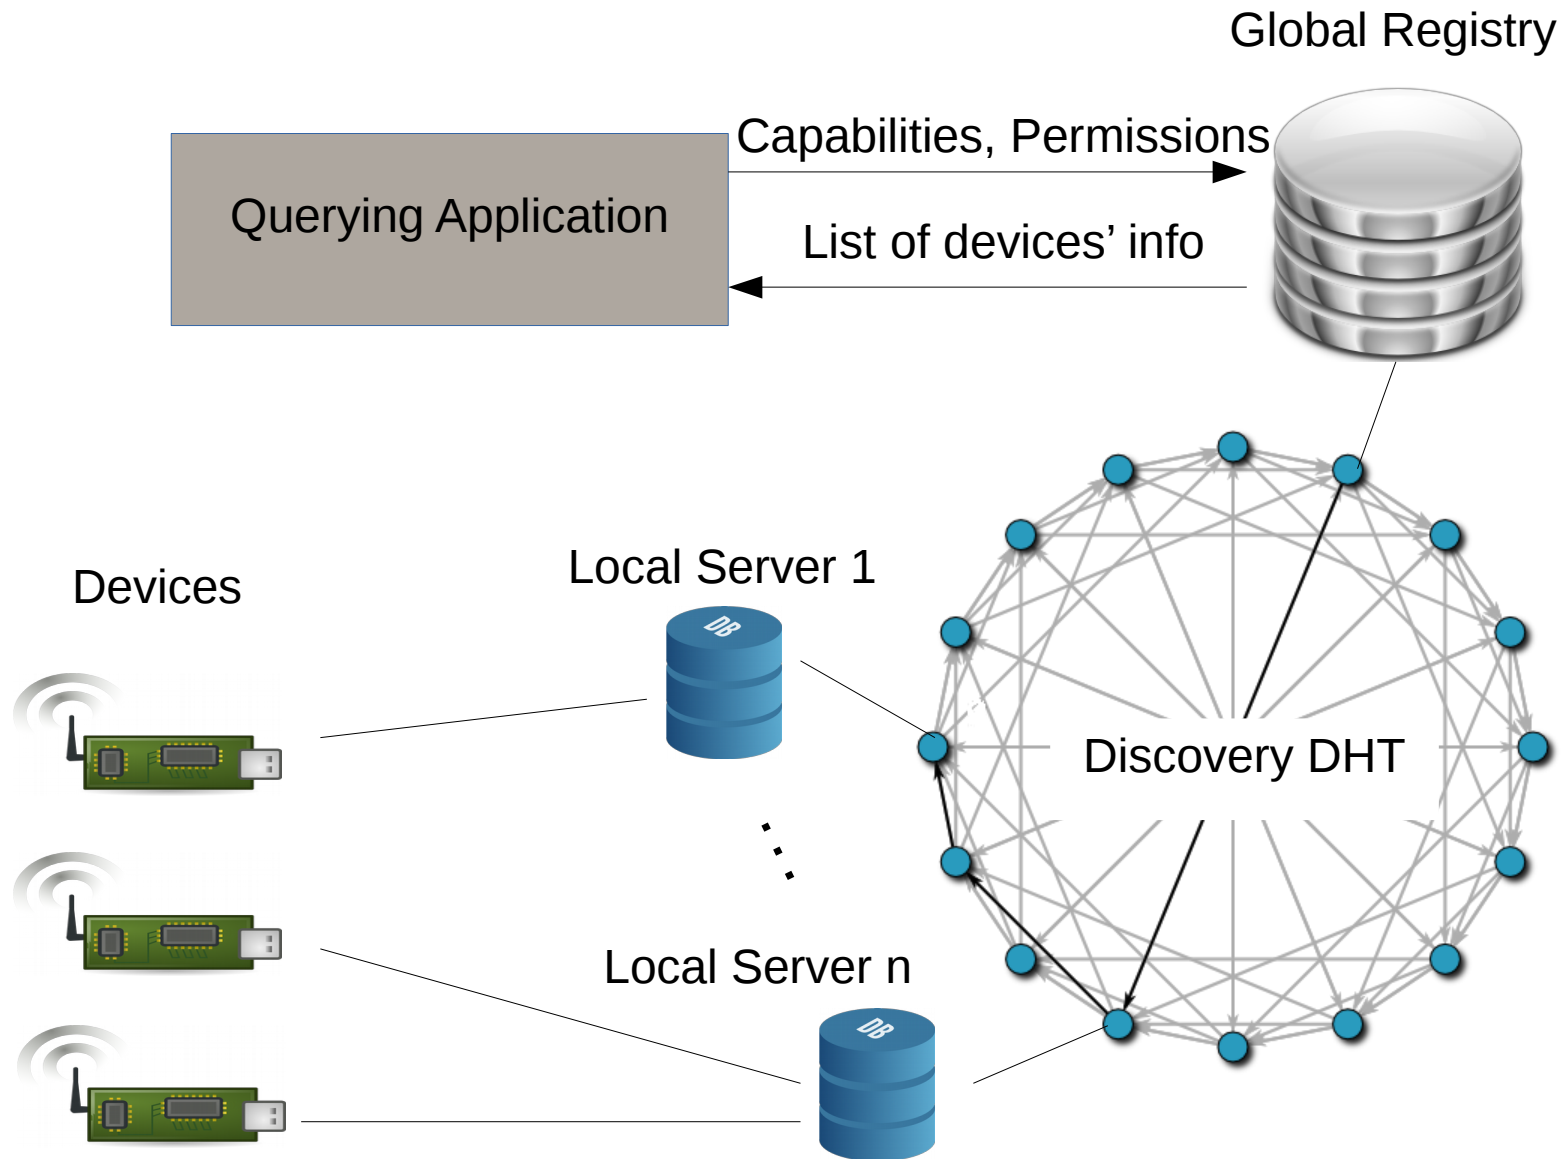 Global Registry
Capabilities, Permissions
Querying Application
List of devices’ info
Local Server 1
Devices
DB
Discovery DHT
Local Server n
DB